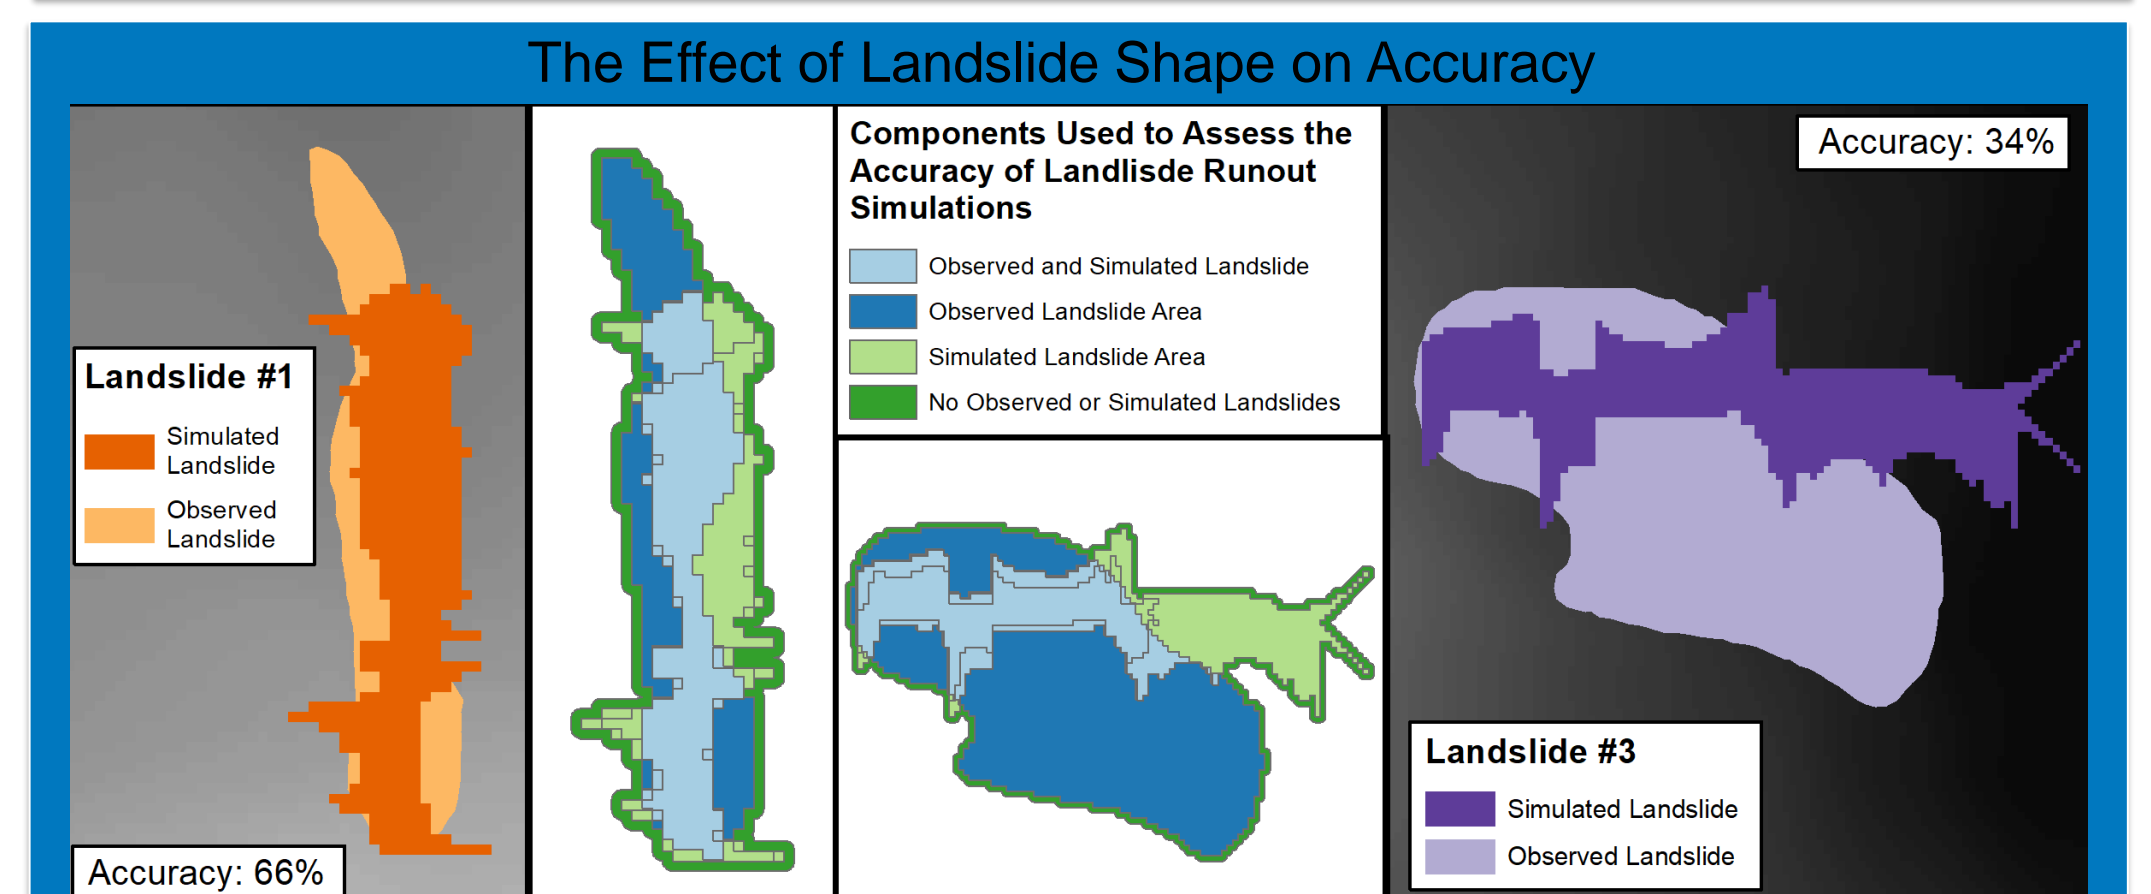 The Effect of Landslide Shape on Accuracy
Landslide #1
Simulated
Landslide
Observed
Landslide
Accuracy: 66%
Components Used to Assess the
Accuracy of Landlisde Runout
Simulations
Observed and Simulated Landslide
Observed Landslide Area
Simulated Landslide Area
No Observed or Simulated Landslides
Accuracy: 34%
Landslide #3
Simulated Landslide
Observed Landslide